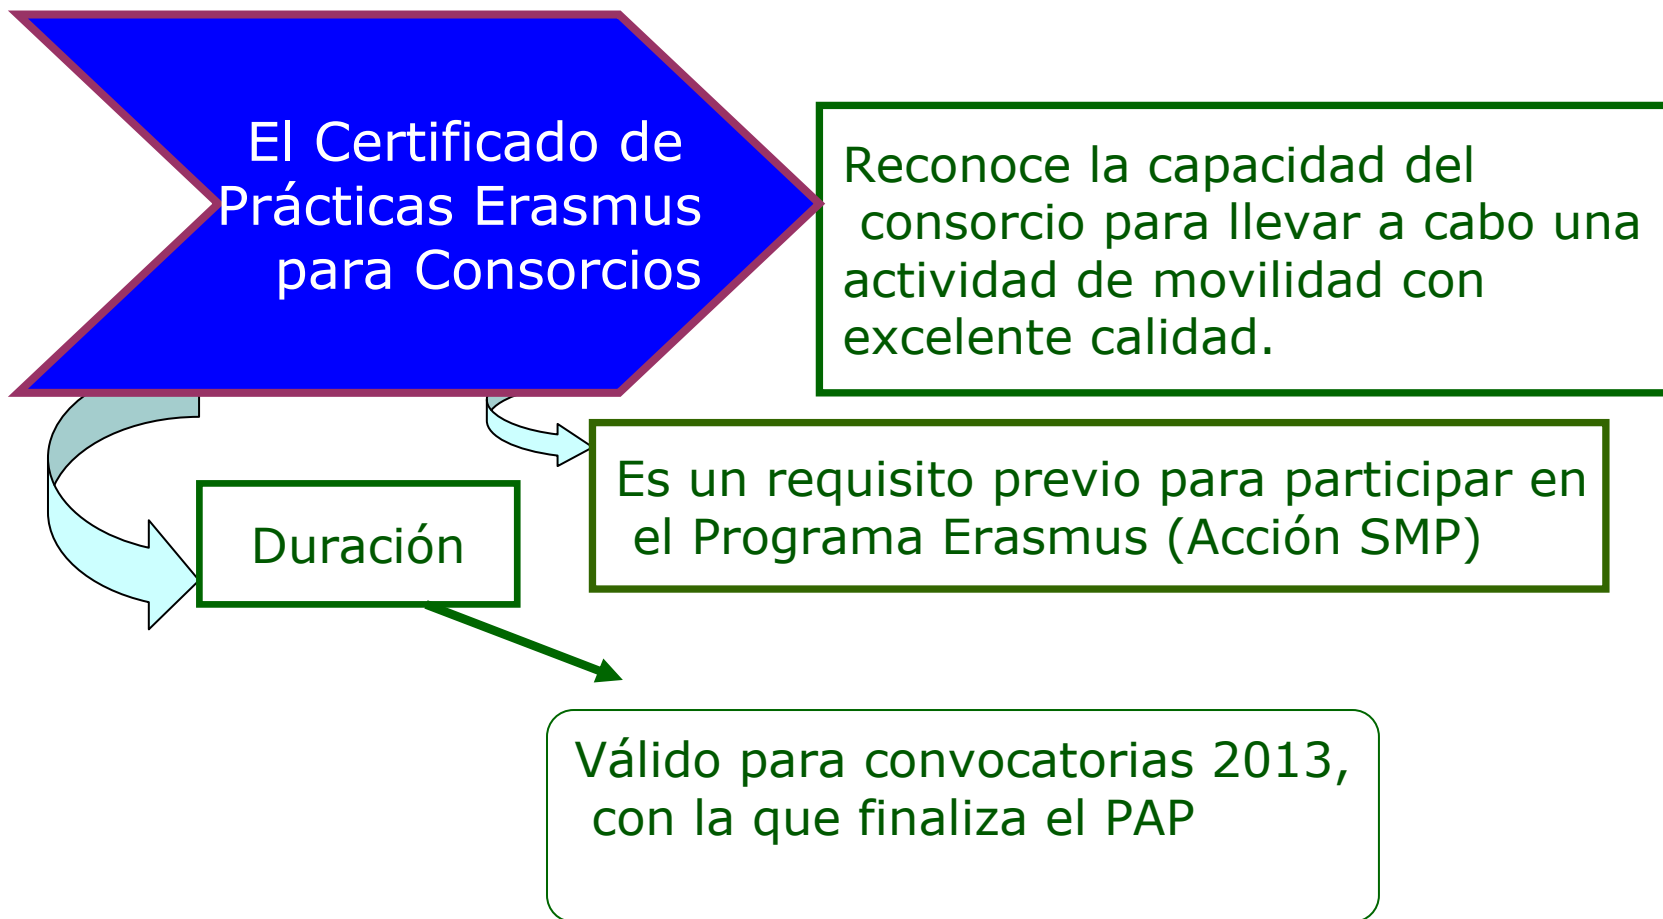 El Certificado de
Prácticas Erasmus
para Consorcios
Reconoce la capacidad del
consorcio para llevar a cabo una
actividad de movilidad con
excelente calidad.
Es un requisito previo para participar en
el Programa Erasmus (Acción SMP)
Duración
Válido para convocatorias 2013,
con la que finaliza el PAP